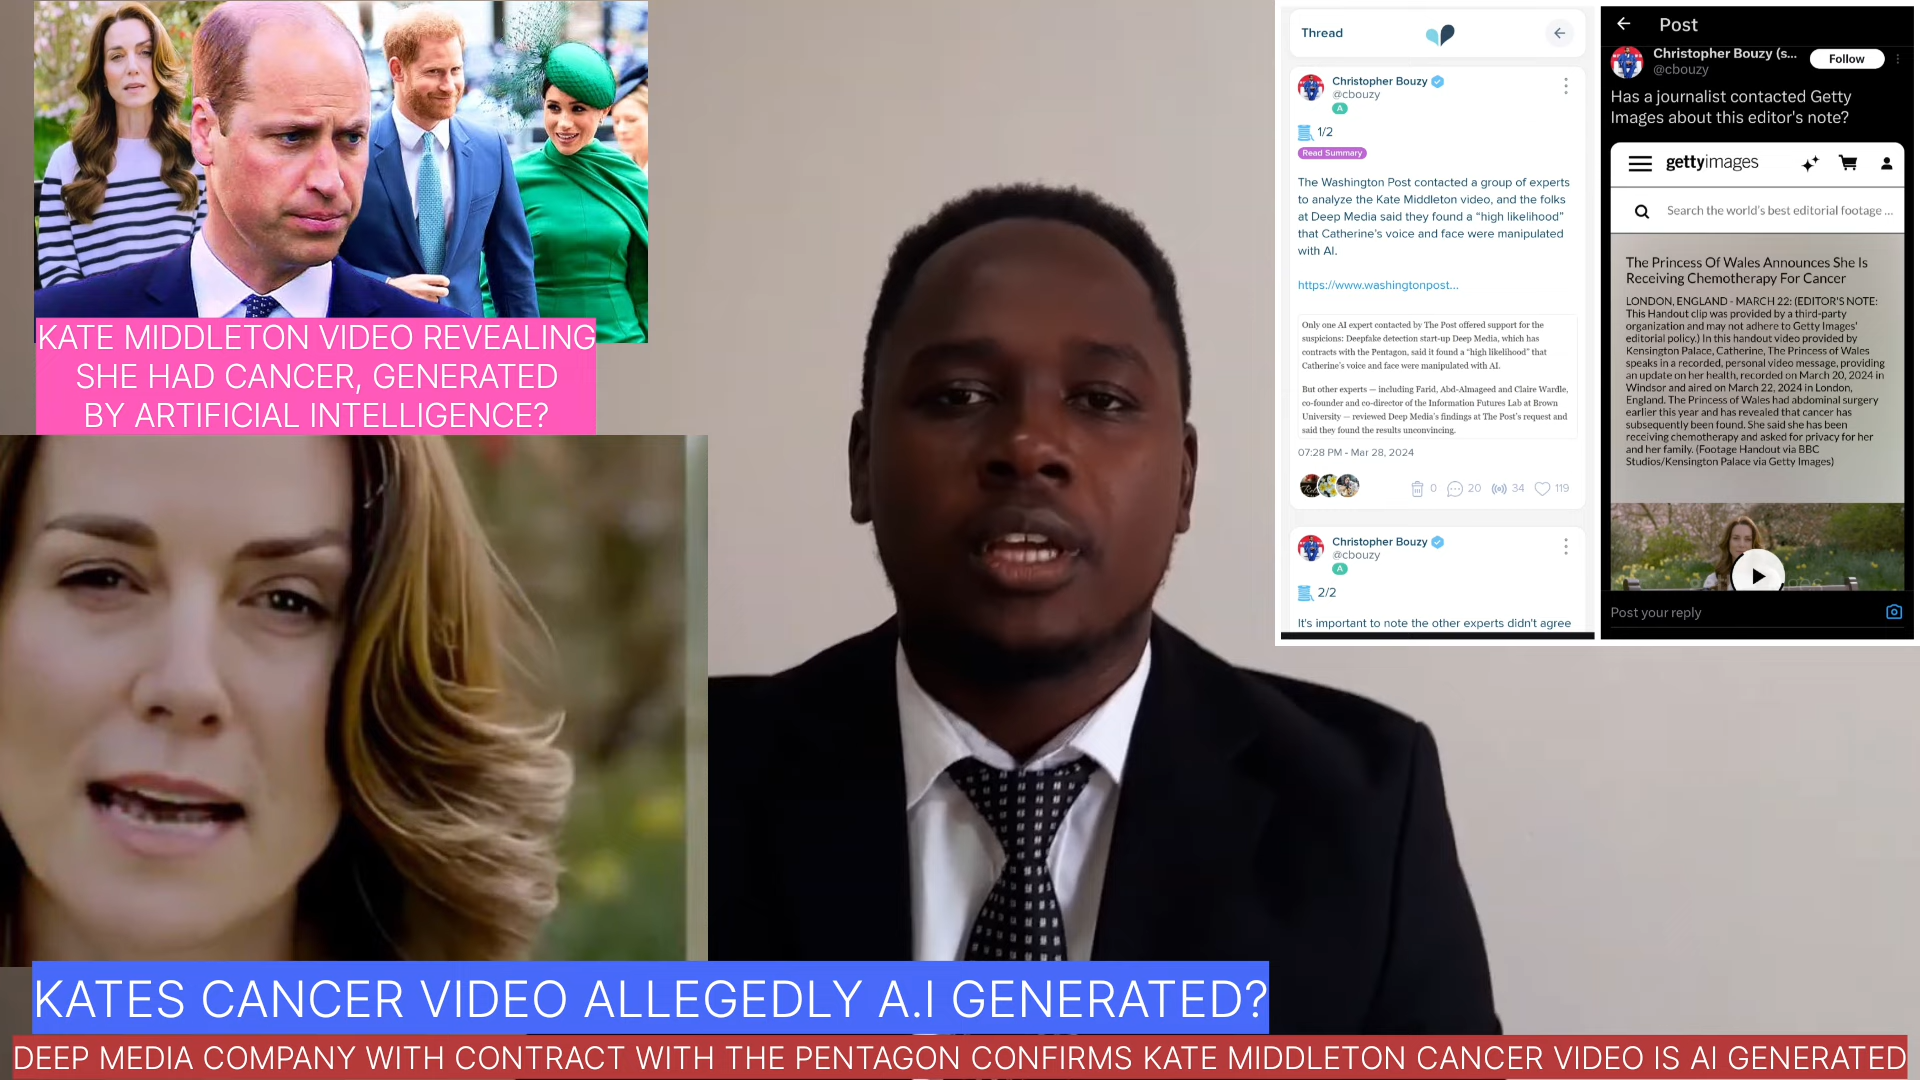 KATE MIDDLETON VIDEO REVEALING
SHE HAD CANCER, GENERATED
BY ARTIFICIAL INTELLIGENCE?
Thread
Christopher Bouzy
@cbouzy
A
1/2
Read Summary
The Washington Post contacted a group of experts
to analyze the Kate Middleton video, and the folks
at Deep Media said they found a “high likelihood”
that Catherine's voice and face were manipulated
with AI.
https://www.washingtonpost...
Only one AI expert contacted by The Post offered support for the
suspicions: Deepfake detection start-up Deep Media, which has
contracts with the Pentagon, said it found a “high likelihood” that
Catherine's voice and face were manipulated with AI.
But other experts — including Farid, Abd-Almageed and Claire Wardle,
co-founder and co-director of the Information Futures Lab at Brown
University — reviewed Deep Media's findings at The Post's request and
said they found the results unconvincing.
07:28 PM - Mar 28, 2024
0 20 34 119
Christopher Bouzy
@cbouzy
A
2/2
It's important to note the other experts didn't agree
Post
Christopher Bouzy (s...
@cbouzy
Follow
Has a journalist contacted Getty
Images about this editor's note?
gettyimages
Search the world's best editorial footage ...
The Princess Of Wales Announces She Is
Receiving Chemotherapy For Cancer
LONDON, ENGLAND - MARCH 22: (EDITOR'S NOTE:
This Handout clip was provided by a third-party
organization and may not adhere to Getty Images'
editorial policy.) In this handout video provided by
Kensington Palace, Catherine, The Princess of Wales
speaks in a recorded, personal video message, providing
an update on her health, recorded on March 20, 2024 in
Windsor and aired on March 22, 2024 in London,
England. The Princess of Wales had abdominal surgery
earlier this year and has revealed that cancer has
subsequently been found. She said she has been
receiving chemotherapy and asked for privacy for her
and her family. (Footage Handout via BBC
Studios/Kensington Palace via Getty Images)
Post your reply
KATES CANCER VIDEO ALLEGEDLY A.I GENERATED?
DEEP MEDIA COMPANY WITH CONTRACT WITH THE PENTAGON CONFIRMS KATE MIDDLETON CANCER VIDEO IS AI GENERATED